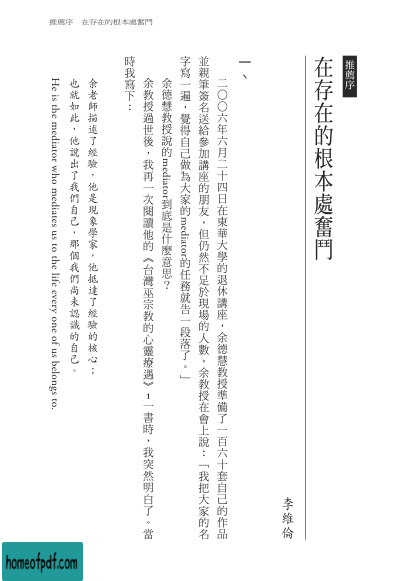 推薦序　在存在的根本處奮鬥
推薦序
在存在的根本處奮鬥
李維倫
一、
二〇〇六年六月二十四日在東華大學的退休講座，余德慧教授準備了一百六十套自己的作品
並親筆簽名送給參加講座的朋友，但仍然不足於現場的人數。余教授在會上說：「我把大家的名
字寫一遍，覺得自己做為大家的mediator的任務就告一段落了。」
余德慧教授說的mediator到底是什麼意思？
余教授過世後，我再一次閱讀他的《台灣巫宗教的心靈療遇》1一書時，我突然明白了。當
時我寫下：
余老師描述了經驗，他是現象學家，他抵達了經驗的核心；
也就如此，他說出了我們自己，那個我們尚未認識的自己。
He is the mediator who mediates us to the life every one of us belongs to.
homeofpdf.com